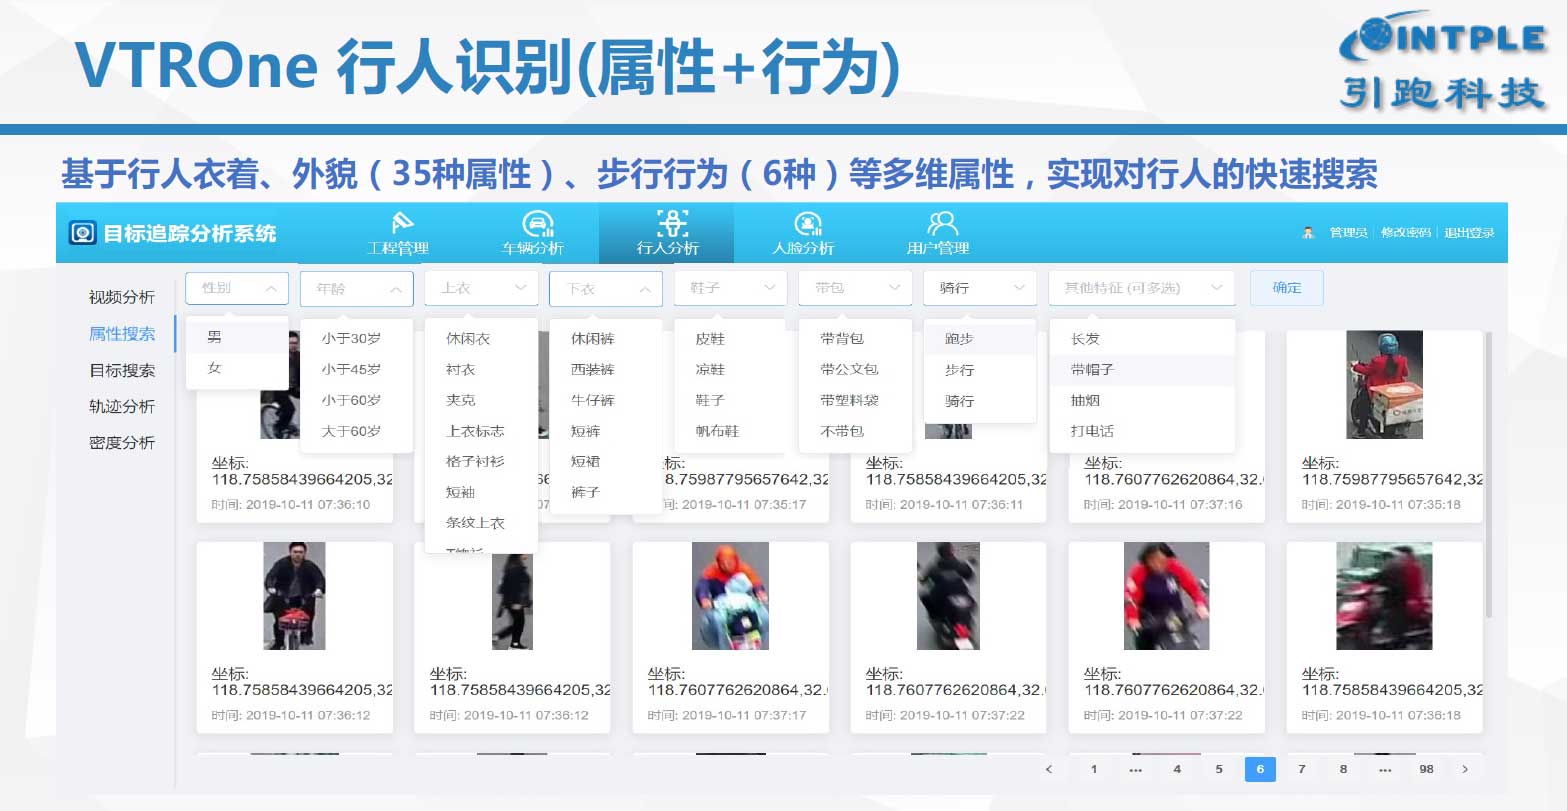 VTROne 行人识别(属性+行为)
INTPLE
引跑科技
基于行人衣着、外貌（35种属性）、步行行为（6种）等多维属性，实现对行人的快速搜索
目标追踪分析系统
工程管理
车辆分析
行人分析
人脸分析
用户管理
管理员 修改密码 退出登录
视频分析
属性搜索
目标搜索
轨迹分析
密度分析
性别
男
女
年龄
小于30岁
小于45岁
小于60岁
大于60岁
上衣
休闲衣
衬衣
夹克
上衣标志
格子衬衫
短袖
条纹上衣
下衣
休闲裤
西装裤
牛仔裤
短裤
短裙
裤子
鞋子
皮鞋
凉鞋
鞋子
帆布鞋
带包
带背包
带公文包
带塑料袋
不带包
骑行
跑步
步行
骑行
其他特征 (可多选)
长发
带帽子
抽烟
打电话
确定
坐标:
118.75858439664205,32
时间: 2019-10-11 07:36:10
坐标:
8.75987795657642,32
时间: 2019-10-11 07:35:17
坐标:
118.75858439664205,32
时间: 2019-10-11 07:36:11
坐标:
118.7607762620864,32.
时间: 2019-10-11 07:37:16
坐标:
118.75987795657642,32
时间: 2019-10-11 07:35:18
坐标:
118.75858439664205,32
时间: 2019-10-11 07:36:12
坐标:
118.75858439664205,32
时间: 2019-10-11 07:36:12
坐标:
118.7607762620864,32.
时间: 2019-10-11 07:37:17
坐标:
118.7607762620864,32.
时间: 2019-10-11 07:37:22
坐标:
118.7607762620864,32.
时间: 2019-10-11 07:37:22
坐标:
118.75858439664205,32
时间: 2019-10-11 07:36:18
< 1 ... 4 5 6 7 8 ... 98 >